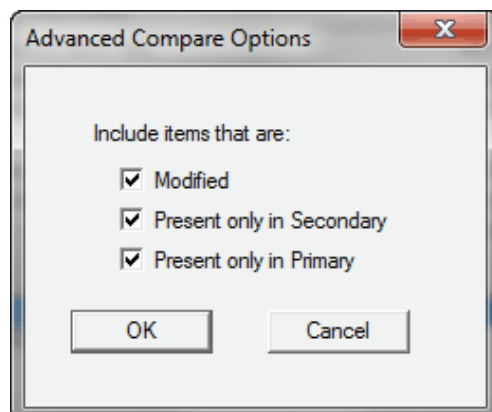 Advanced Compare Options
Include items that are:
Modified
Present only in Secondary
Present only in Primary
OK Cancel